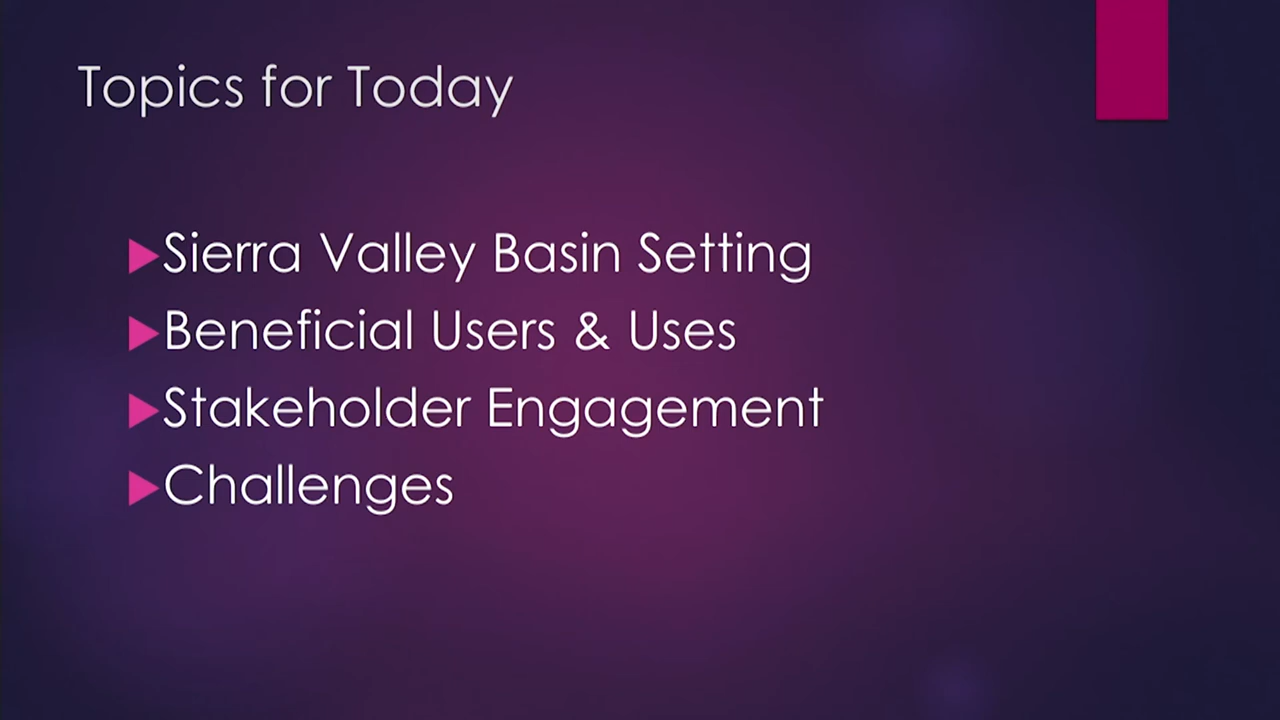 Topics for Today
Sierra Valley Basin Setting
Beneficial Users & Uses
Stakeholder Engagement
Challenges